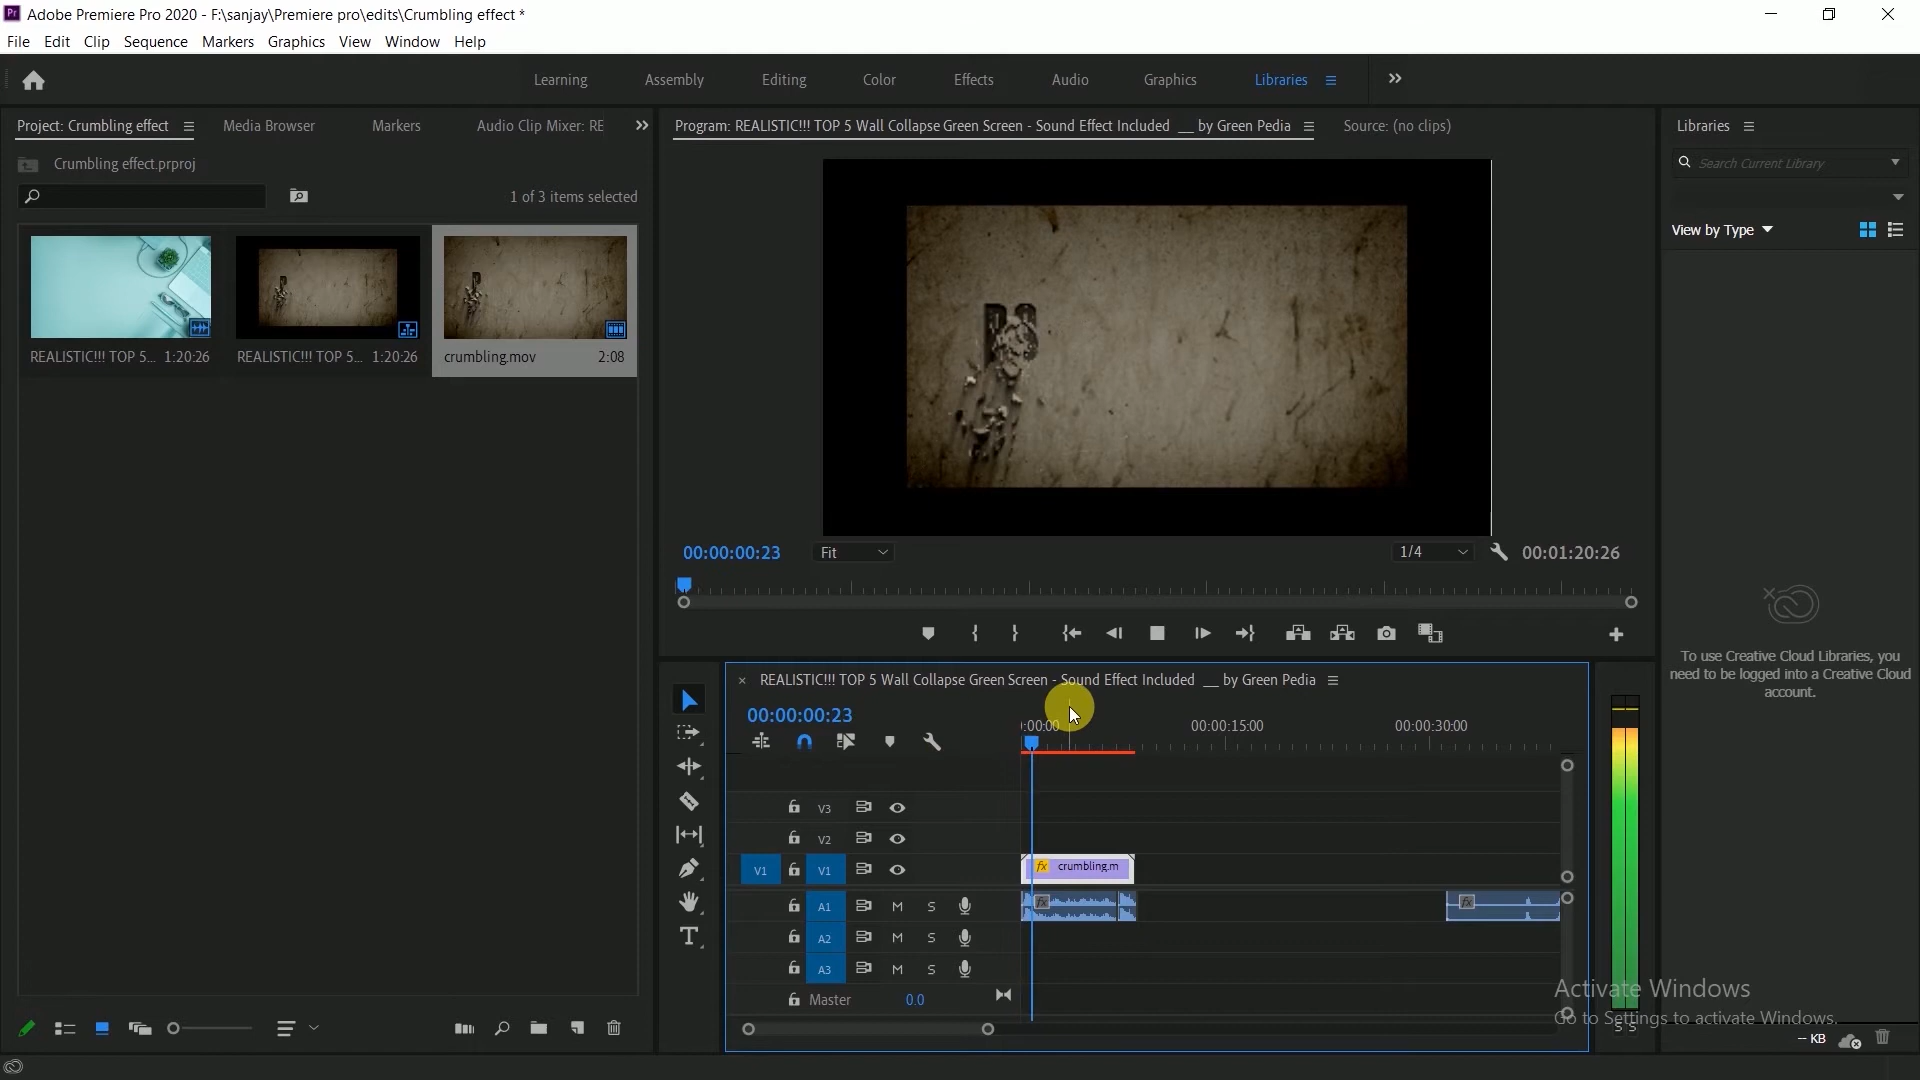 Adobe Premiere Pro 2020 - F:\sanjay\Premiere pro\edits\Crumbling effect *
File Edit Clip Sequence Markers Graphics View Window Help
Learning Assembly Editing Color Effects Audio Graphics Libraries
Project: Crumbling effect Media Browser Markers Audio Clip Mixer: RE
Program: REALISTIC!!! TOP 5 Wall Collapse Green Screen - Sound Effect Included __ by Green Pedia Source: (no clips)
Libraries
Crumbling effect.prproj
Search Current Library
1 of 3 items selected
View by Type
REALISTIC!!! TOP 5... 1:20:26
REALISTIC!!! TOP 5... 1:20:26
crumbling.mov 2:08
00:00:00:23 Fit 1/4 00:01:20:26
To use Creative Cloud Libraries, you
need to be logged into a Creative Cloud
account.
× REALISTIC!!! TOP 5 Wall Collapse Green Screen - Sound Effect Included __ by Green Pedia
00:00:00:23
:00:00 00:00:15:00 00:00:30:00
V3
V2
V1 V1 fx crumbling.m
A1 M S fx fx
A2 M S
A3 M S
Master 0.0
S S
Activate Windows
Go to Settings to activate Windows.
-- KB